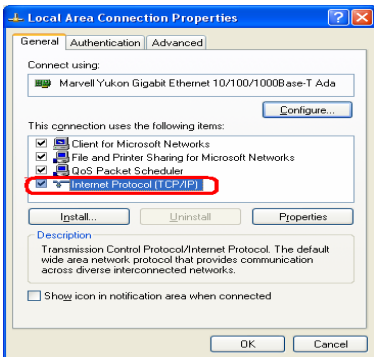 Local Area Connection Properties
General Authentication Advanced
Connect using:
Marvell Yukon Gigabit Ethernet 10/100/1000Base-T Ada
Configure...
This connection uses the following items:
Client for Microsoft Networks
File and Printer Sharing for Microsoft Networks
QoS Packet Scheduler
Internet Protocol (TCP/IP)
Install... Uninstall Properties
Description
Transmission Control Protocol/Internet Protocol. The default
wide area network protocol that provides communication
across diverse interconnected networks.
Show icon in notification area when connected
OK Cancel